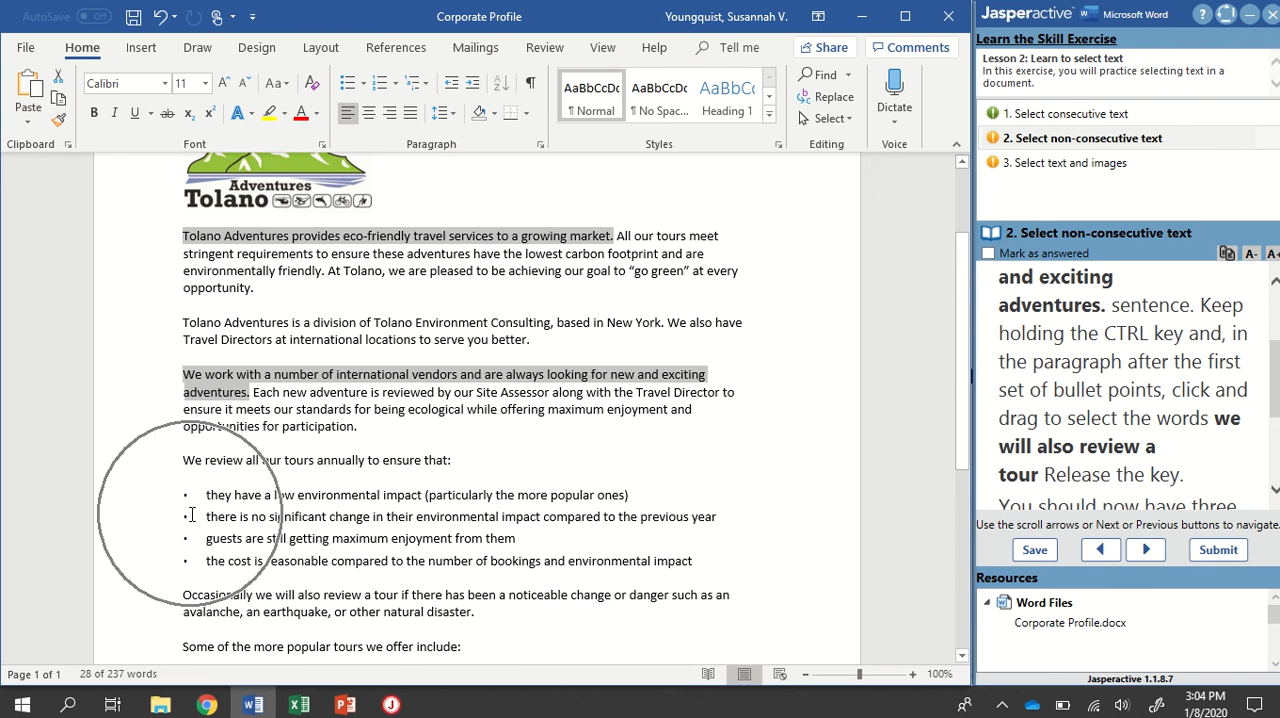 AutoSave Off Corporate Profile Youngquist, Susannah V.
File Home Insert Draw Design Layout References Mailings Review View Help Tell me Share Comments
Paste Calibri 11 A A Aa A AaBbCcDc AaBbCcDc AaBbCc Find Replace Select Dictate
B I U ab x₂ x² A A ¶ Normal ¶ No Spac... Heading 1
Clipboard Font Paragraph Styles Editing Voice
Adventures
Tolano
Tolano Adventures provides eco-friendly travel services to a growing market. All our tours meet
stringent requirements to ensure these adventures have the lowest carbon footprint and are
environmentally friendly. At Tolano, we are pleased to be achieving our goal to “go green” at every
opportunity.
Tolano Adventures is a division of Tolano Environment Consulting, based in New York. We also have
Travel Directors at international locations to serve you better.
We work with a number of international vendors and are always looking for new and exciting
adventures. Each new adventure is reviewed by our Site Assessor along with the Travel Director to
ensure it meets our standards for being ecological while offering maximum enjoyment and
opportunities for participation.
We review all our tours annually to ensure that:
• they have a low environmental impact (particularly the more popular ones)
• there is no significant change in their environmental impact compared to the previous year
• guests are still getting maximum enjoyment from them
• the cost is reasonable compared to the number of bookings and environmental impact
Occasionally we will also review a tour if there has been a noticeable change or danger such as an
avalanche, an earthquake, or other natural disaster.
Some of the more popular tours we offer include:
Page 1 of 1 28 of 237 words 100%
Jasperactive Microsoft Word
Learn the Skill Exercise
Lesson 2: Learn to select text
In this exercise, you will practice selecting text in a
document.
1. Select consecutive text
2. Select non-consecutive text
3. Select text and images
2. Select non-consecutive text
Mark as answered A- A+
and exciting
adventures. sentence. Keep
holding the CTRL key and, in
the paragraph after the first
set of bullet points, click and
drag to select the words we
will also review a
tour Release the key.
You should now have three
Use the scroll arrows or Next or Previous buttons to navigate.
Save Submit
Resources
Word Files
Corporate Profile.docx
Jasperactive 1.1.8.7
3:04 PM
1/8/2020